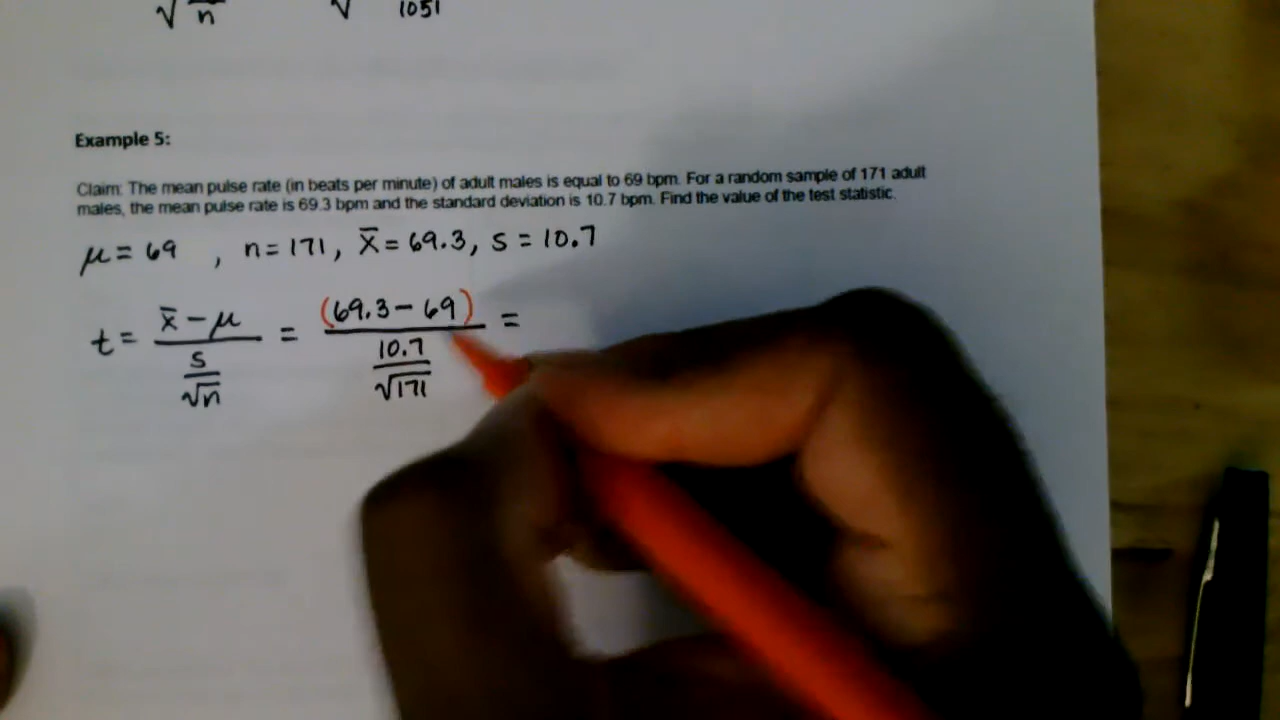 √n √ 1051
Example 5:
Claim: The mean pulse rate (in beats per minute) of adult males is equal to 69 bpm. For a random sample of 171 adult
males, the mean pulse rate is 69.3 bpm and the standard deviation is 10.7 bpm. Find the value of the test statistic.
μ = 69 , n = 171, x̄ = 69.3, s = 10.7
t = x̄ - μ = (69.3 - 69) =
s 10.7
√n √171